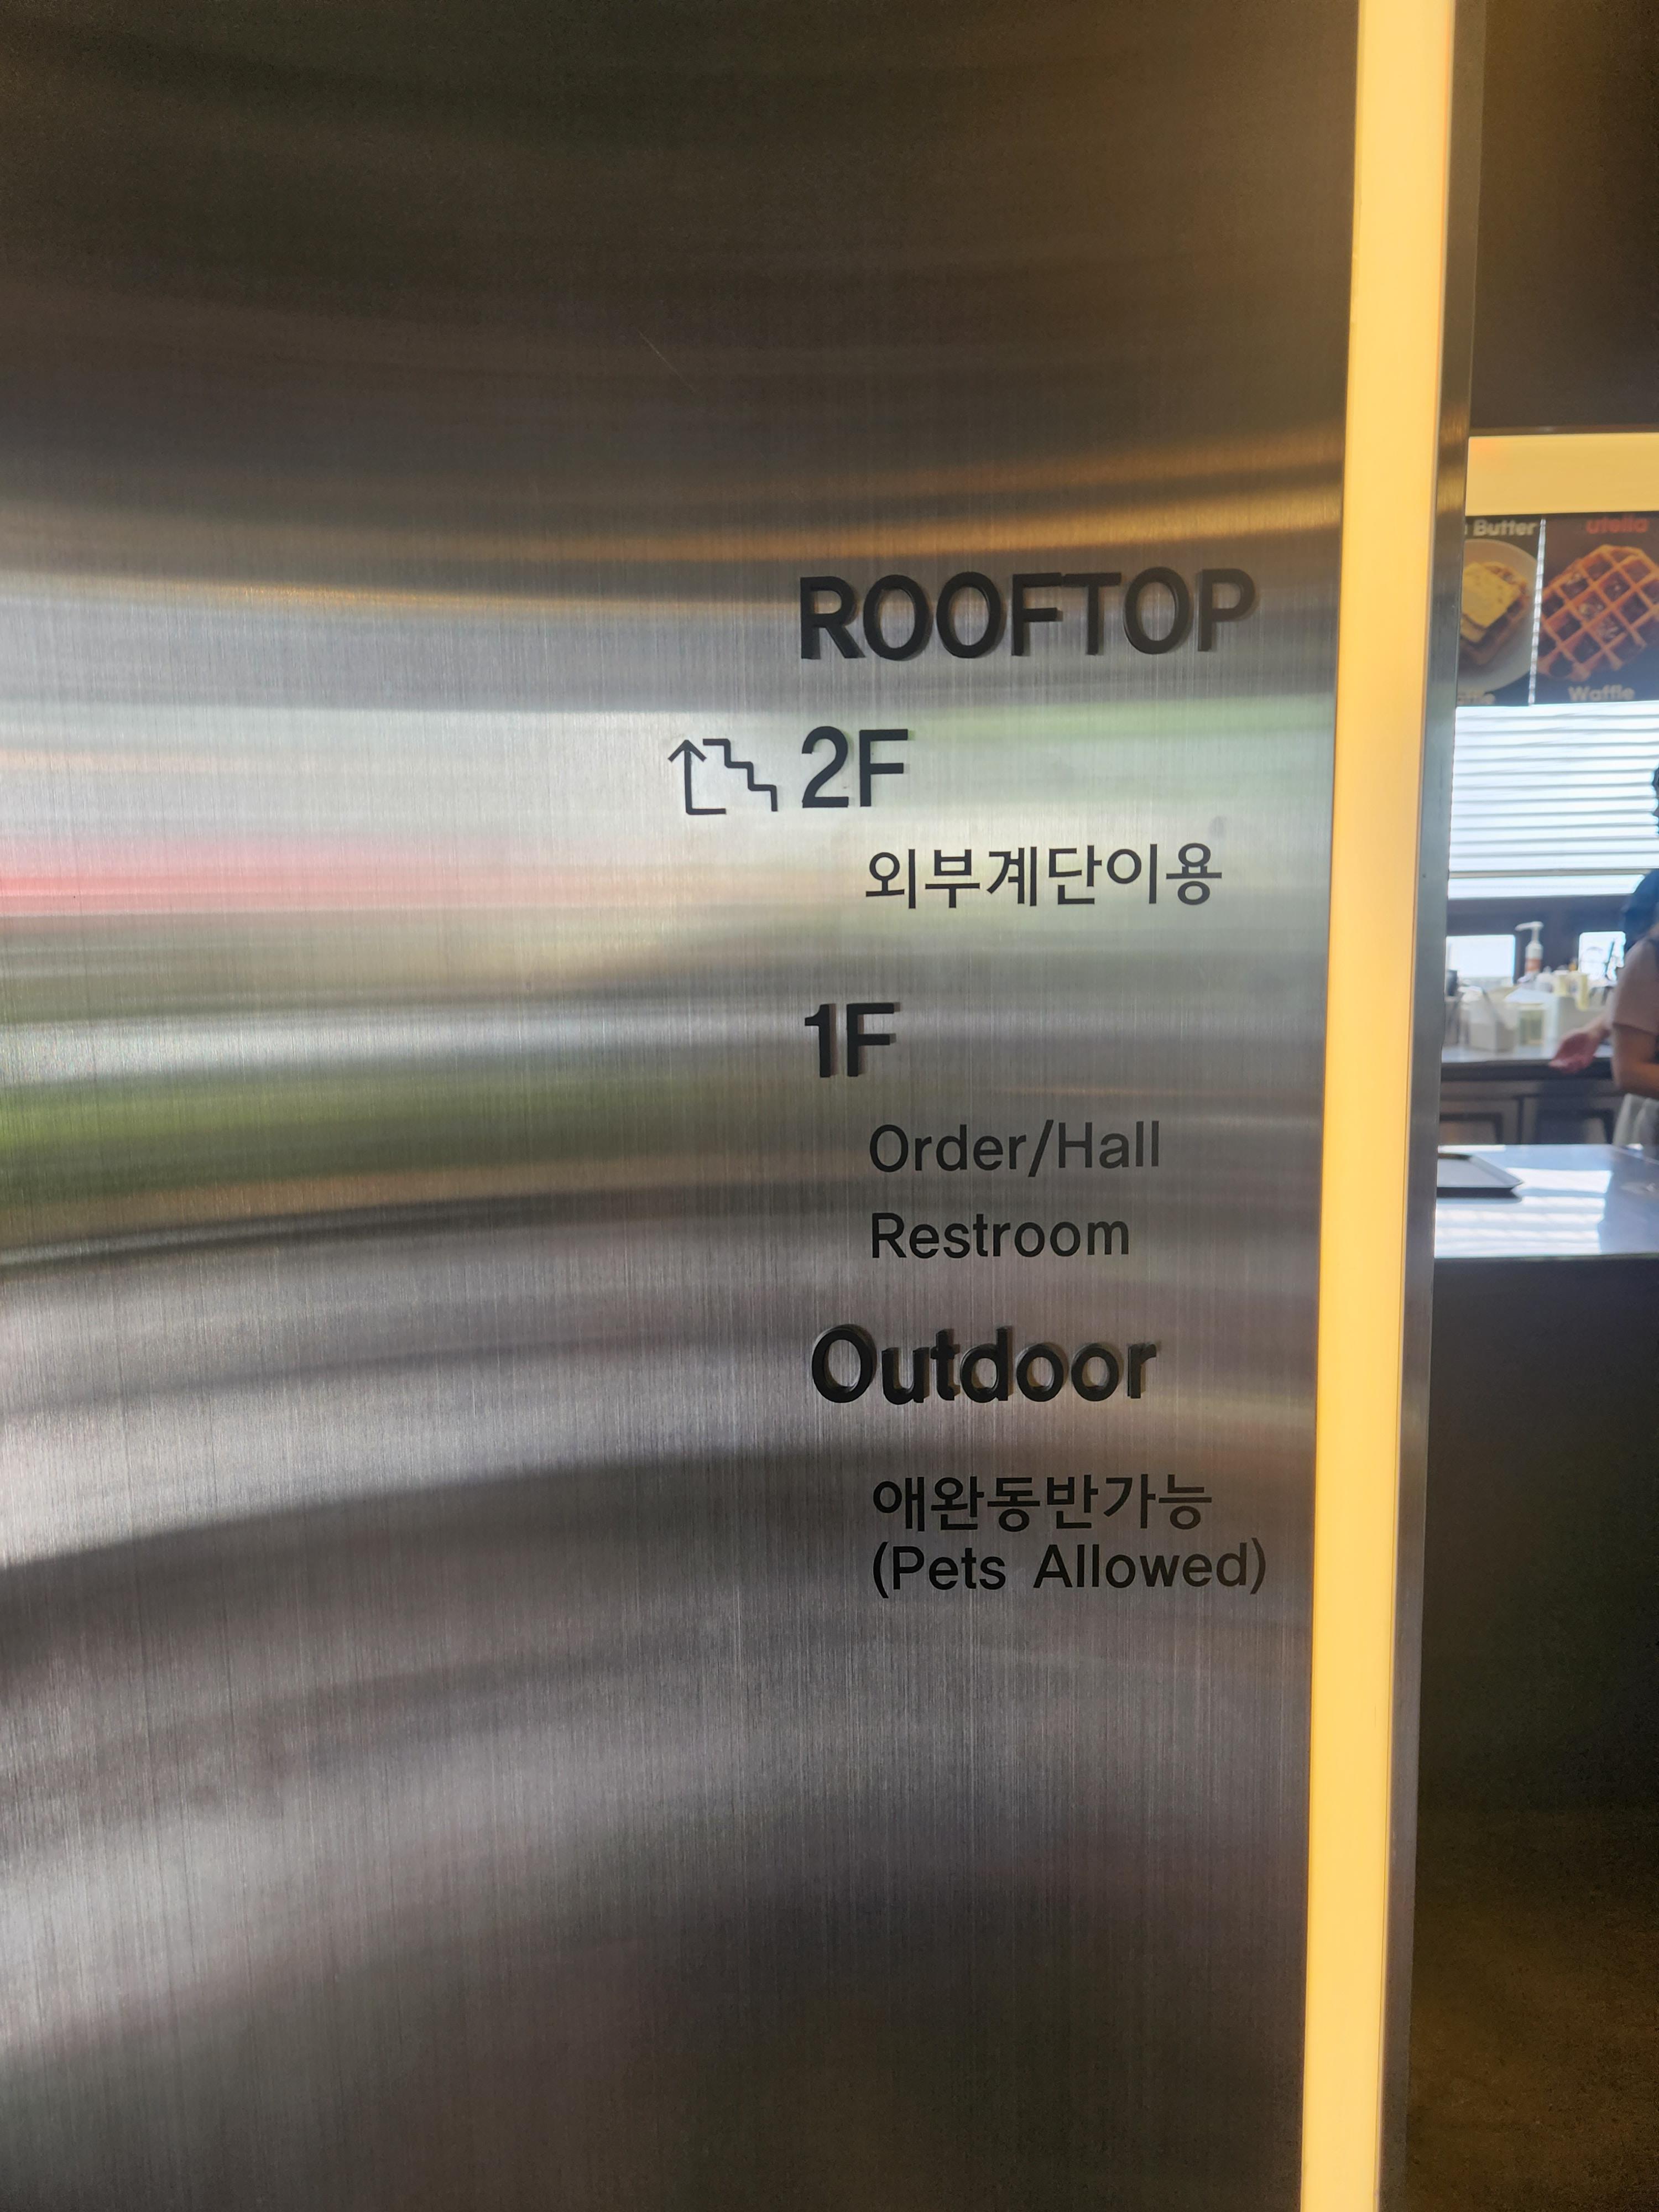 ROOFTOP
2F
외부계단이용
1F
Order/Hall
Restroom
Outdoor
애완동반가능
(Pets Allowed)
Butter
Waffle